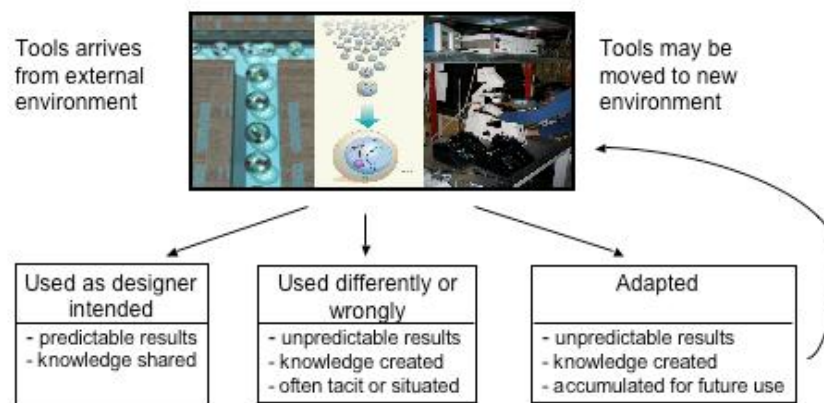 Tools arrives
from external
environment
Tools may be
moved to new
environment
Used as designer
intended
- predictable results
- knowledge shared
Used differently or
wrongly
- unpredictable results
- knowledge created
- often tacit or situated
Adapted
- unpredictable results
- knowledge created
- accumulated for future use